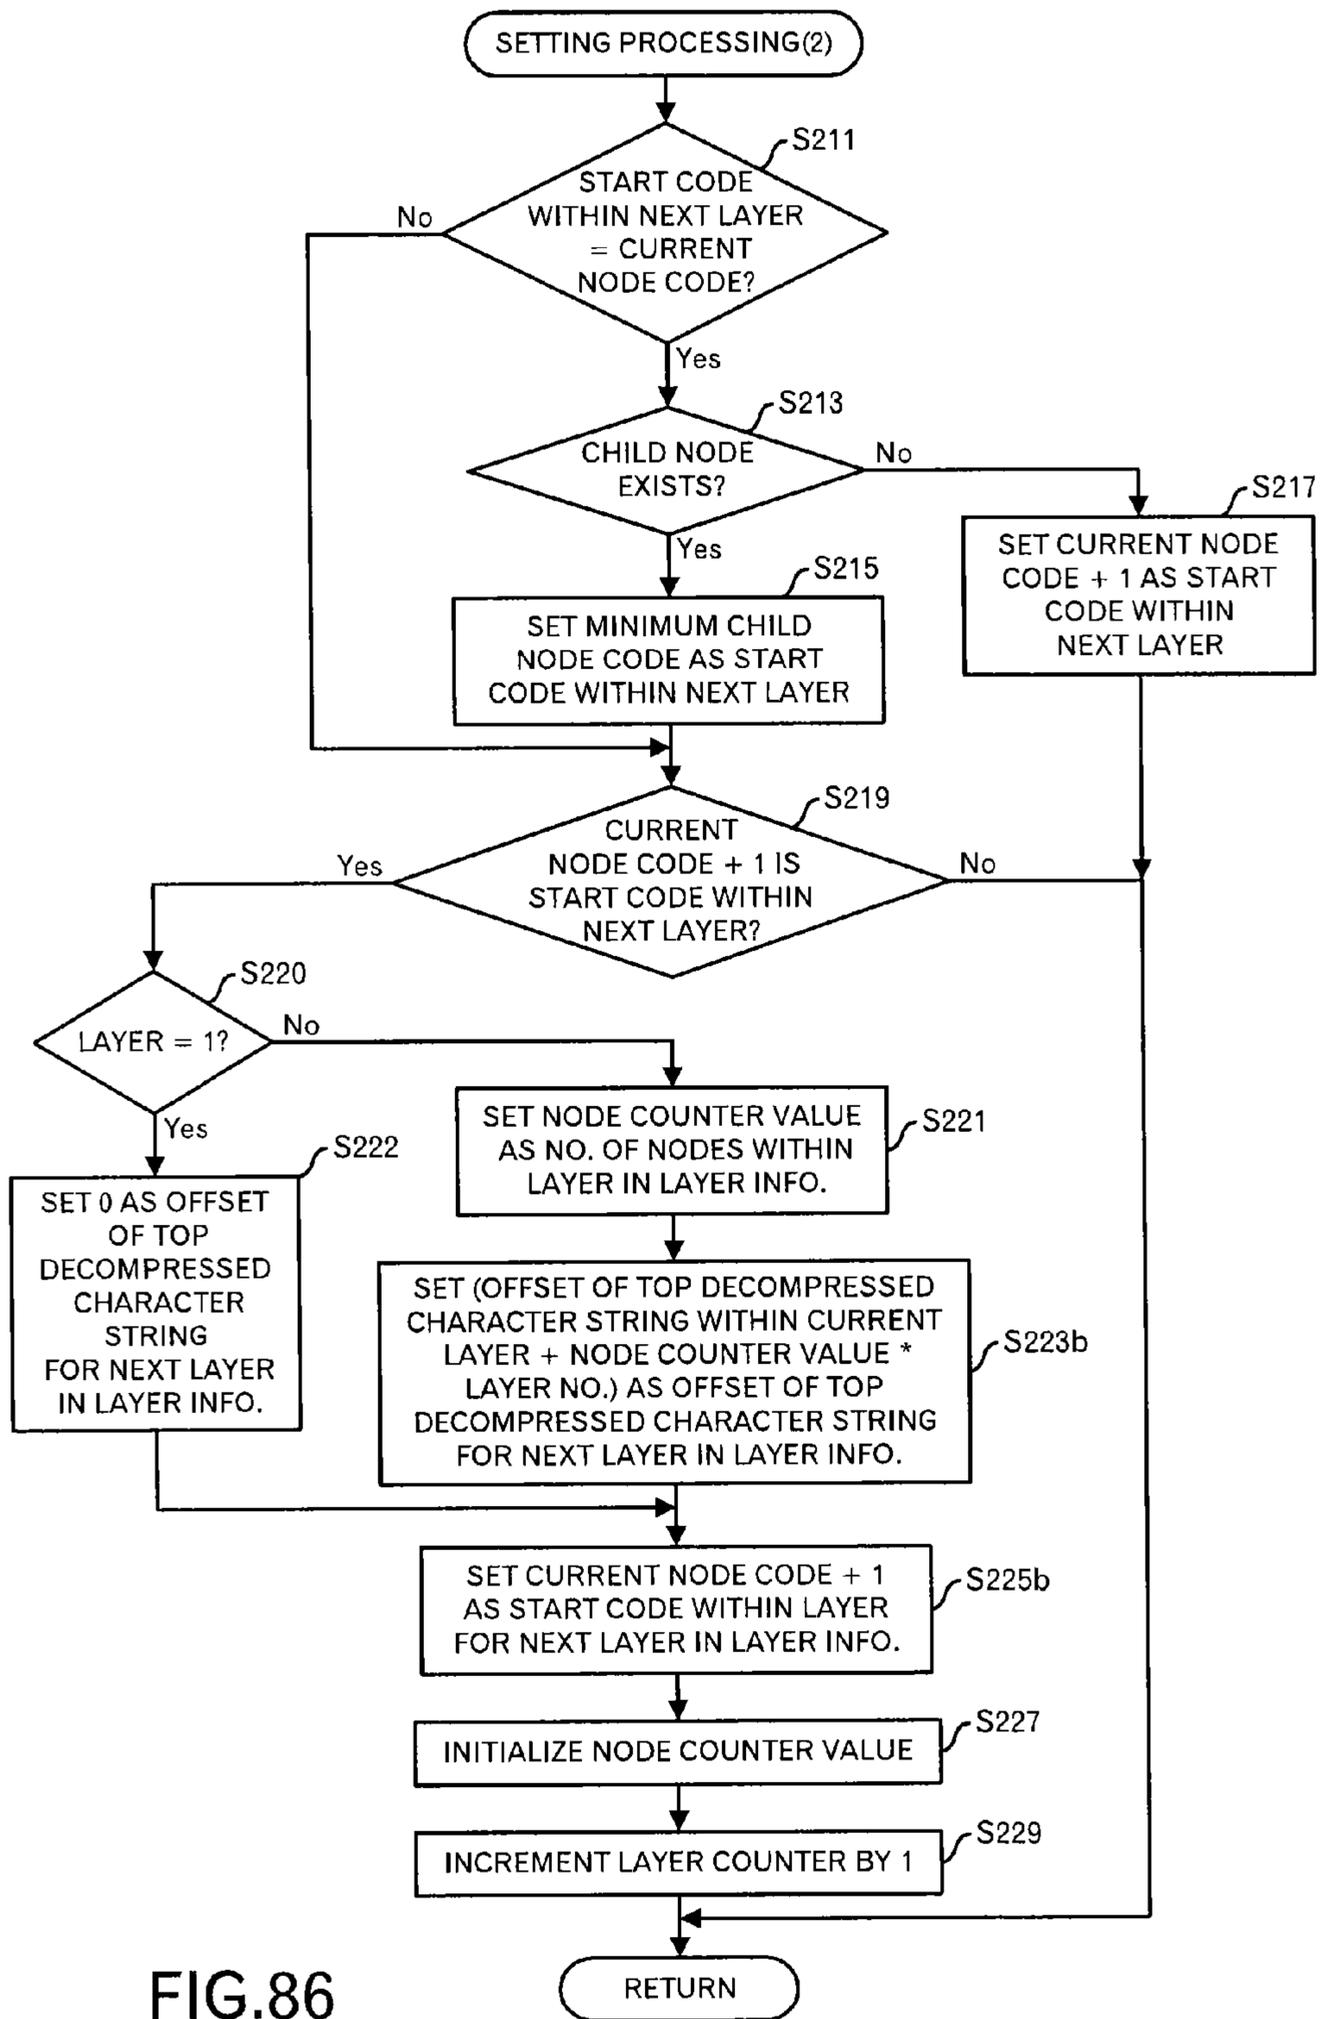 SETTING PROCESSING(2)
S211
START CODE
WITHIN NEXT LAYER
= CURRENT
NODE CODE?
No
Yes
S213
CHILD NODE
EXISTS?
No
Yes
S217
SET CURRENT NODE
CODE + 1 AS START
CODE WITHIN
NEXT LAYER
S215
SET MINIMUM CHILD
NODE CODE AS START
CODE WITHIN NEXT LAYER
S219
CURRENT
NODE CODE + 1 IS
START CODE WITHIN
NEXT LAYER?
Yes
No
S220
LAYER = 1?
No
Yes
S221
SET NODE COUNTER VALUE
AS NO. OF NODES WITHIN
LAYER IN LAYER INFO.
S222
SET 0 AS OFFSET
OF TOP
DECOMPRESSED
CHARACTER
STRING
FOR NEXT LAYER
IN LAYER INFO.
S223b
SET (OFFSET OF TOP DECOMPRESSED
CHARACTER STRING WITHIN CURRENT
LAYER + NODE COUNTER VALUE *
LAYER NO.) AS OFFSET OF TOP
DECOMPRESSED CHARACTER STRING
FOR NEXT LAYER IN LAYER INFO.
S225b
SET CURRENT NODE CODE + 1
AS START CODE WITHIN LAYER
FOR NEXT LAYER IN LAYER INFO.
S227
INITIALIZE NODE COUNTER VALUE
S229
INCREMENT LAYER COUNTER BY 1
RETURN
FIG.86